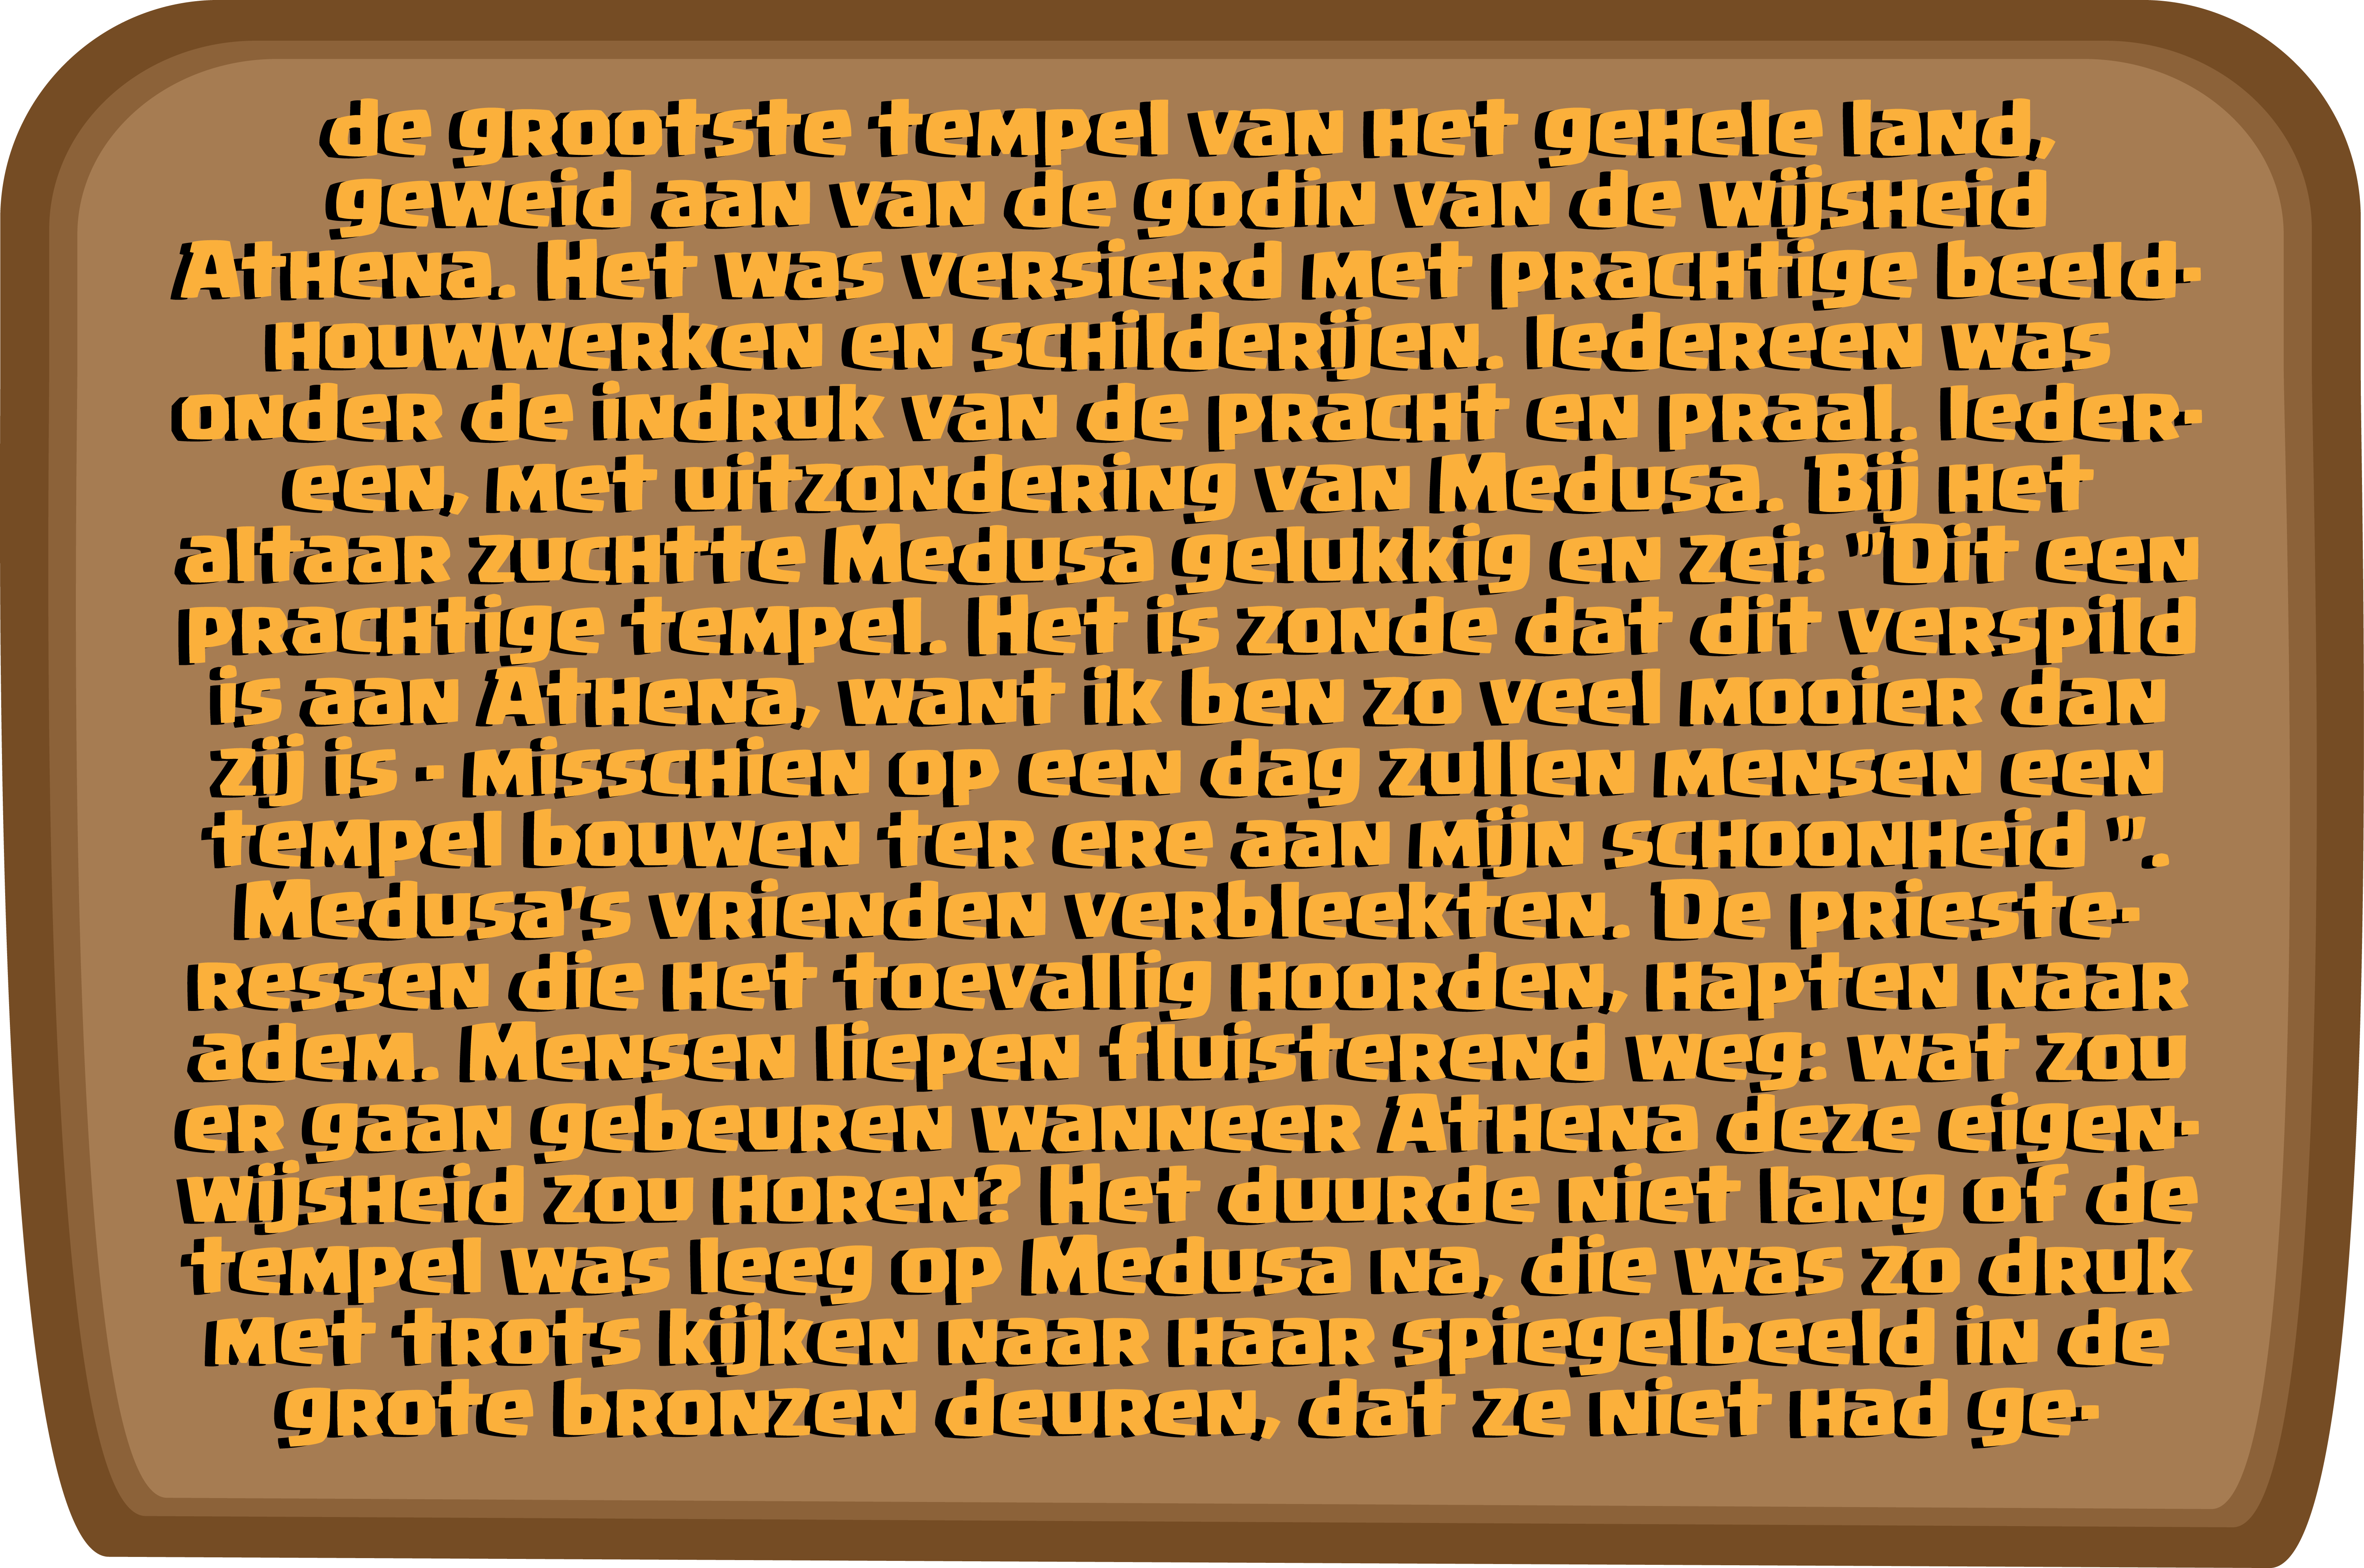 de grootste tempel van het gehele land,
geweid aan van de godin van de wijsheid
Athena. Het was versierd met prachtige beeld-
houwwerken en schilderijen. Iedereen was
onder de indruk van de pracht en praal. Ieder-
een, met uitzondering van Medusa. Bij het
altaar zuchtte Medusa gelukkig en zei: "Dit een
prachtige tempel. Het is zonde dat dit verspild
is aan Athena, want ik ben zo veel mooier dan
zij is - misschien op een dag zullen mensen een
tempel bouwen ter ere aan mijn schoonheid ".
Medusa's vrienden verbleekten. De prieste-
ressen die het toevallig hoorden, hapten naar
adem. Mensen liepen fluisterend weg: wat zou
er gaan gebeuren wanneer Athena deze eigen-
wijsheid zou horen? Het duurde niet lang of de
tempel was leeg op Medusa na, die was zo druk
met trots kijken naar haar spiegelbeeld in de
grote bronzen deuren, dat ze niet had ge-